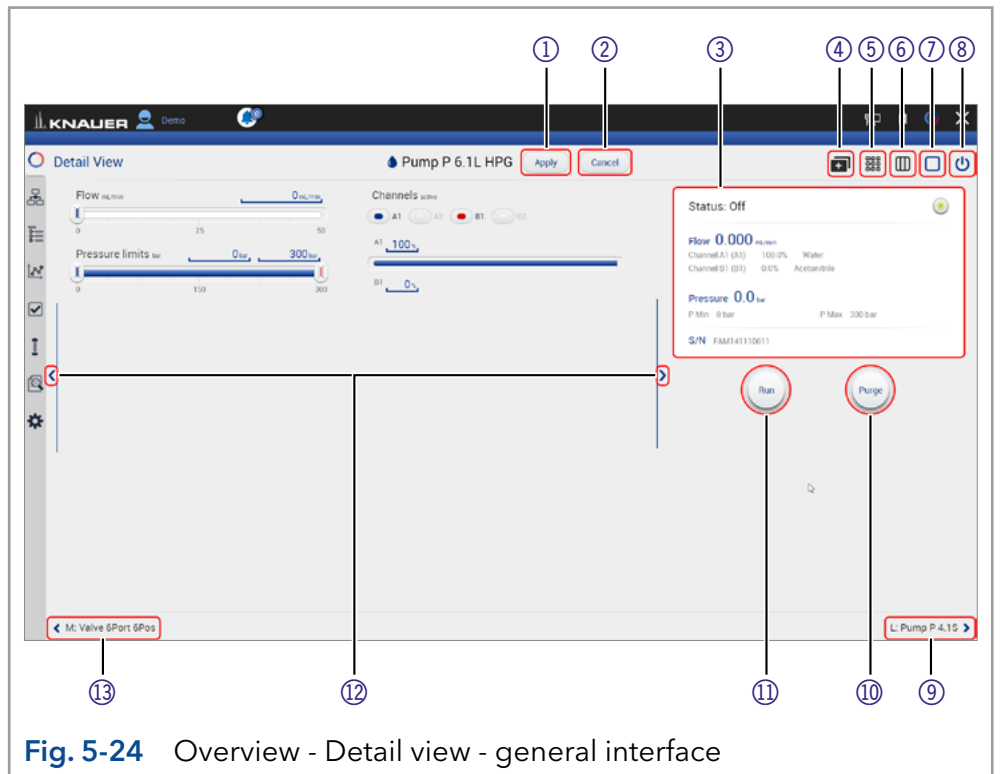 ① ② ③ ④ ⑤ ⑥ ⑦ ⑧
KNAUER Demo
Detail View
Pump P 6.1L HPG Apply Cancel
Flow mL/min 0 mL/min
0 25 50
Pressure limits bar 0 bar 300 bar
0 150 300
Channels active
A1 A2 B1 B2
A1 100 %
B1 0 %
Status: Off
Flow 0.000 mL/min
Channel A1 (A1) 100.0% Water
Channel B1 (B1) 0.0% Acetonitrile
Pressure 0.0 bar
P Min 0 bar P Max 300 bar
S/N FAM141110011
Run Purge
M: Valve 6Port 6Pos L: Pump P 4.1S
⑬ ⑫ ⑪ ⑩ ⑨
Fig. 5-24 Overview - Detail view - general interface